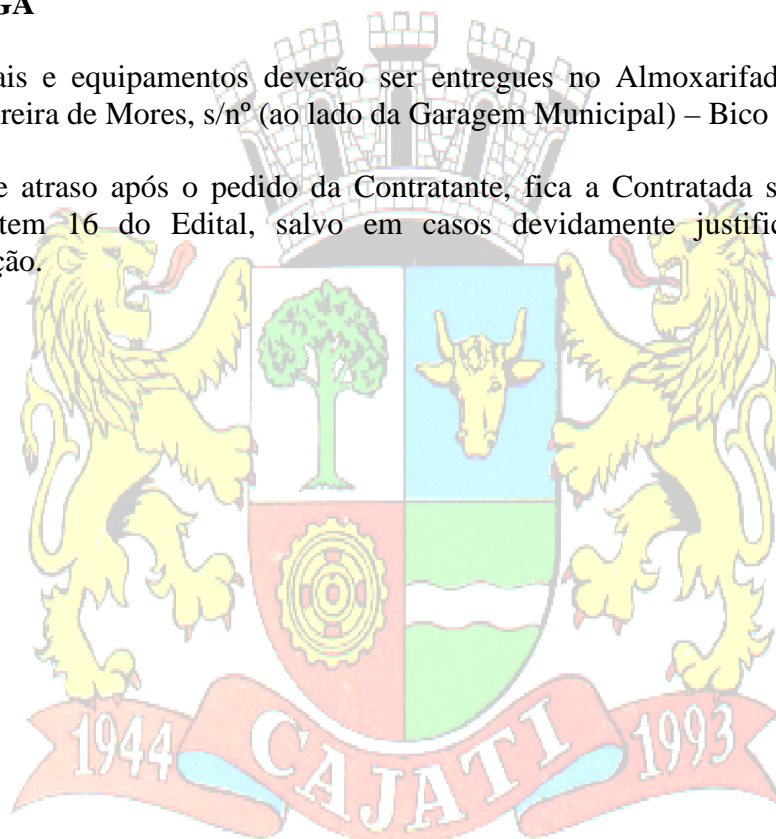 GA
ais e equipamentos deverão ser entregues no Almoxarifad
reira de Mores, s/nº (ao lado da Garagem Municipal) – Bico
e atraso após o pedido da Contratante, fica a Contratada s
tem 16 do Edital, salvo em casos devidamente justific
ção.
1944 CAJATI 1993